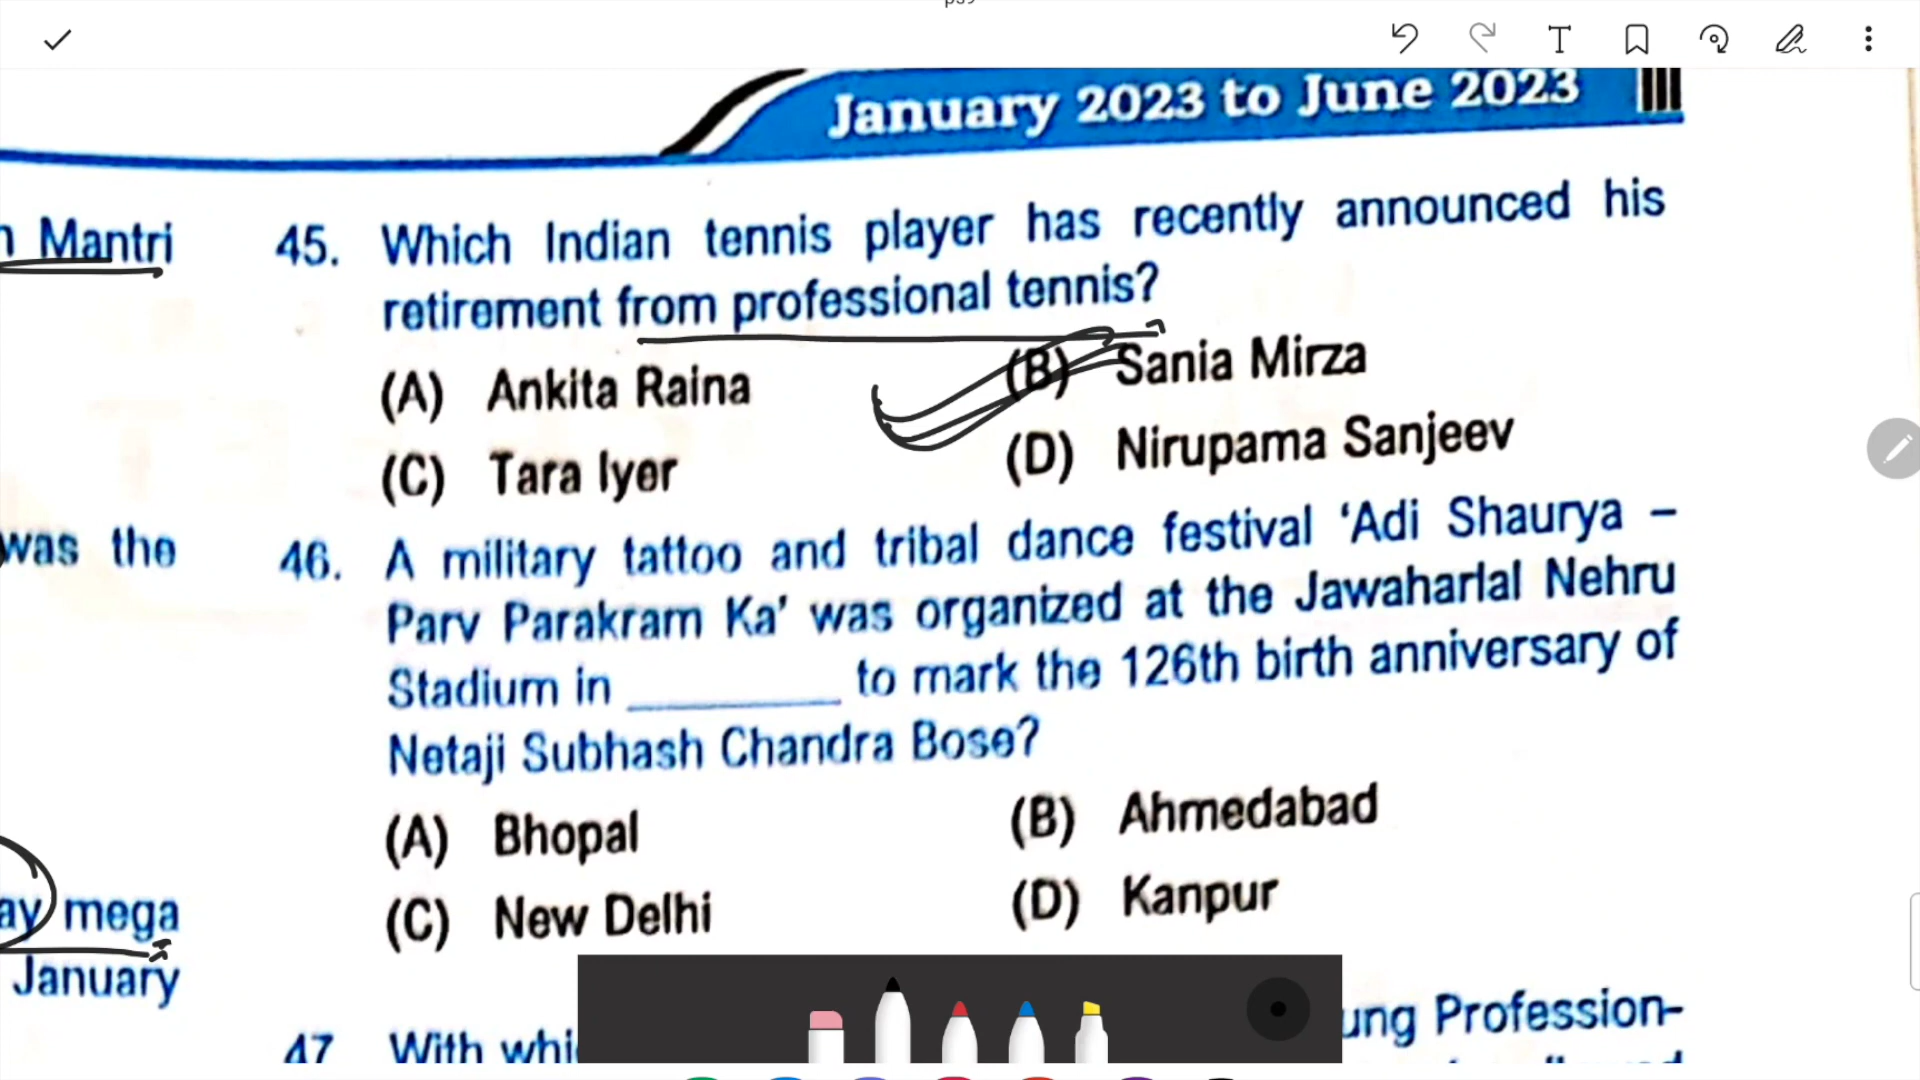 January 2023 to June 2023
Mantri
45. Which Indian tennis player has recently announced his
retirement from professional tennis?
(A) Ankita Raina (B) Sania Mirza
(C) Tara Iyer (D) Nirupama Sanjeev
was the
46. A military tattoo and tribal dance festival ‘Adi Shaurya –
Parv Parakram Ka’ was organized at the Jawaharlal Nehru
Stadium in ________ to mark the 126th birth anniversary of
Netaji Subhash Chandra Bose?
(A) Bhopal (B) Ahmedabad
(C) New Delhi (D) Kanpur
mega
January
47 With Profession-